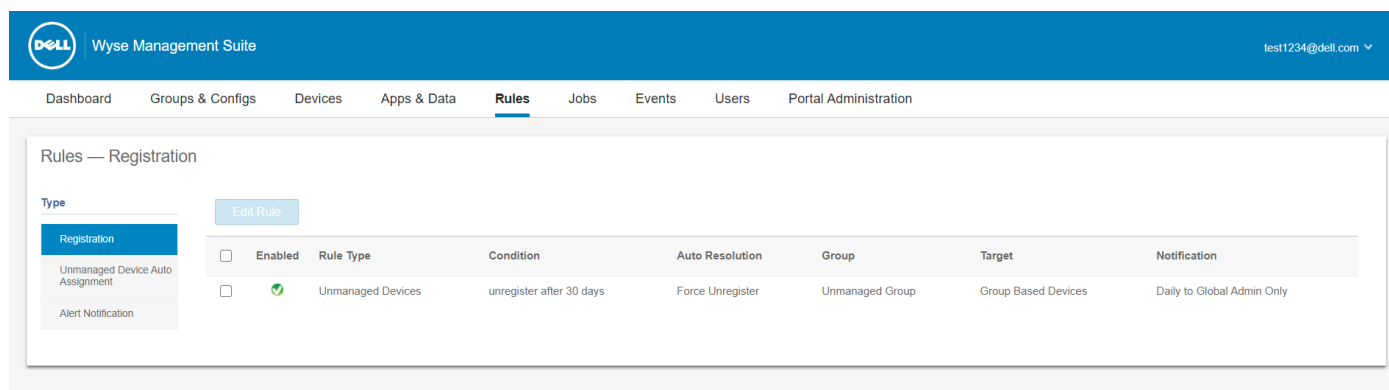 DELL Wyse Management Suite test1234@dell.com
Dashboard Groups & Configs Devices Apps & Data Rules Jobs Events Users Portal Administration
Rules — Registration
Type
Registration
Unmanaged Device Auto
Assignment
Alert Notification
Edit Rule
Enabled Rule Type Condition Auto Resolution Group Target Notification
Unmanaged Devices unregister after 30 days Force Unregister Unmanaged Group Group Based Devices Daily to Global Admin Only